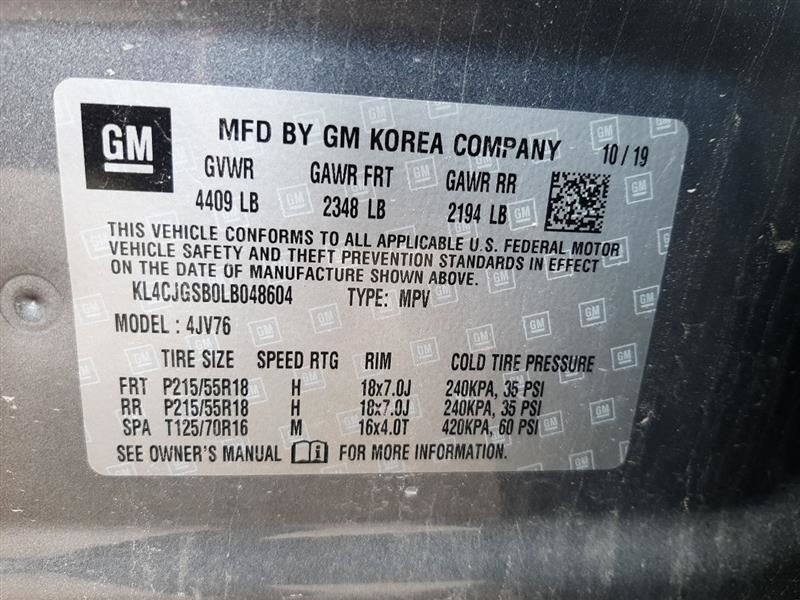 GM MFD BY GM KOREA COMPANY 10 / 19
GVWR GAWR FRT GAWR RR
4409 LB 2348 LB 2194 LB
THIS VEHICLE CONFORMS TO ALL APPLICABLE U.S. FEDERAL MOTOR
VEHICLE SAFETY AND THEFT PREVENTION STANDARDS IN EFFECT
ON THE DATE OF MANUFACTURE SHOWN ABOVE.
KL4CJGSB0LB048604 TYPE: MPV
MODEL : 4JV76
TIRE SIZE SPEED RTG RIM COLD TIRE PRESSURE
FRT P215/55R18 H 18x7.0J 240KPA, 35 PSI
RR P215/55R18 H 18x7.0J 240KPA, 35 PSI
SPA T125/70R16 M 16x4.0T 420KPA, 60 PSI
SEE OWNER'S MANUAL FOR MORE INFORMATION.